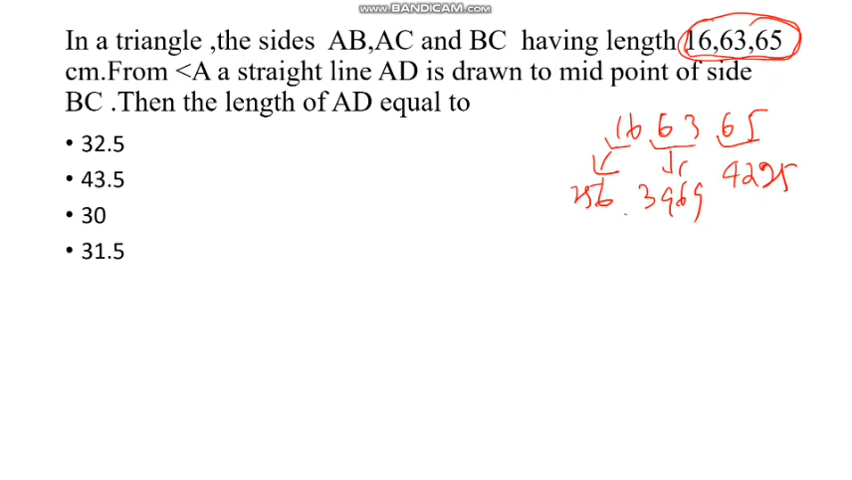 www.BANDICAM.com
In a triangle ,the sides AB,AC and BC having length 16,63,65
cm.From <A a straight line AD is drawn to mid point of side
BC .Then the length of AD equal to
• 32.5
• 43.5
• 30
• 31.5
16 63 65
256 3969 4225